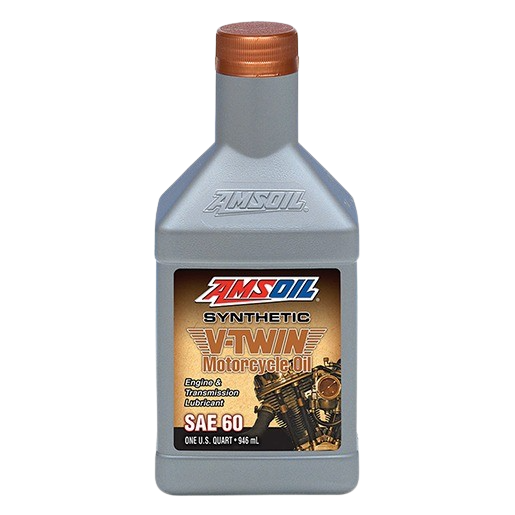 AMSOIL
AMSOIL®
SYNTHETIC
V-TWIN
Motorcycle Oil
Engine &
Transmission
Lubricant
SAE 60
ONE U.S. QUART • 946 mL